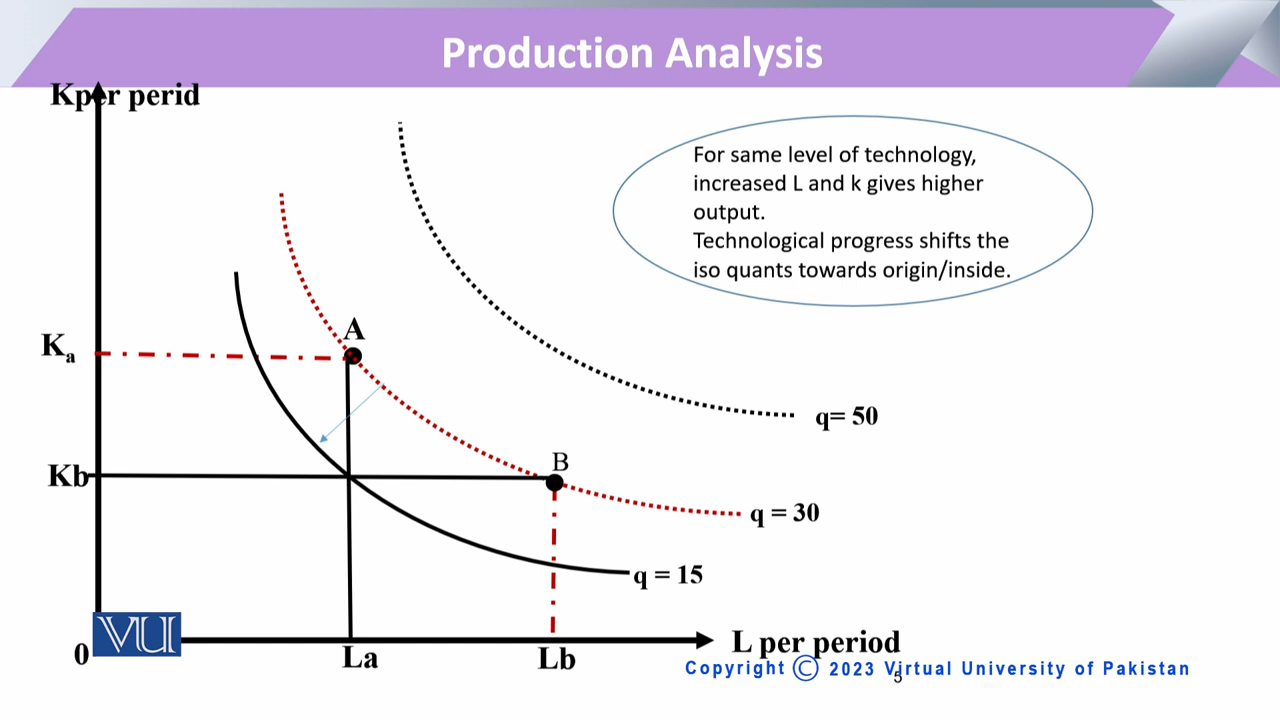 Production Analysis
Kper perid
For same level of technology,
increased L and k gives higher
output.
Technological progress shifts the
iso quants towards origin/inside.
A
Ka
q= 50
B
Kb
q = 30
q = 15
VU
0
La
Lb
L per period
Copyright © 2023 Virtual University of Pakistan
5